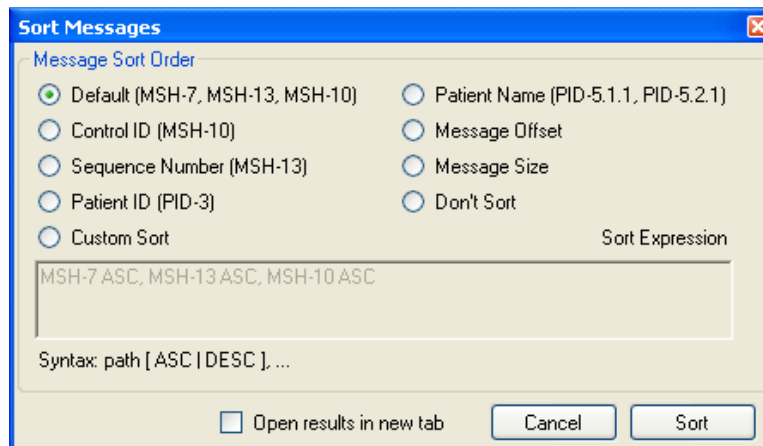 Sort Messages
Message Sort Order
Default (MSH-7, MSH-13, MSH-10)
Patient Name (PID-5.1.1, PID-5.2.1)
Control ID (MSH-10)
Message Offset
Sequence Number (MSH-13)
Message Size
Patient ID (PID-3)
Don't Sort
Custom Sort
Sort Expression
MSH-7 ASC, MSH-13 ASC, MSH-10 ASC
Syntax: path [ ASC | DESC ], ...
Open results in new tab
Cancel
Sort